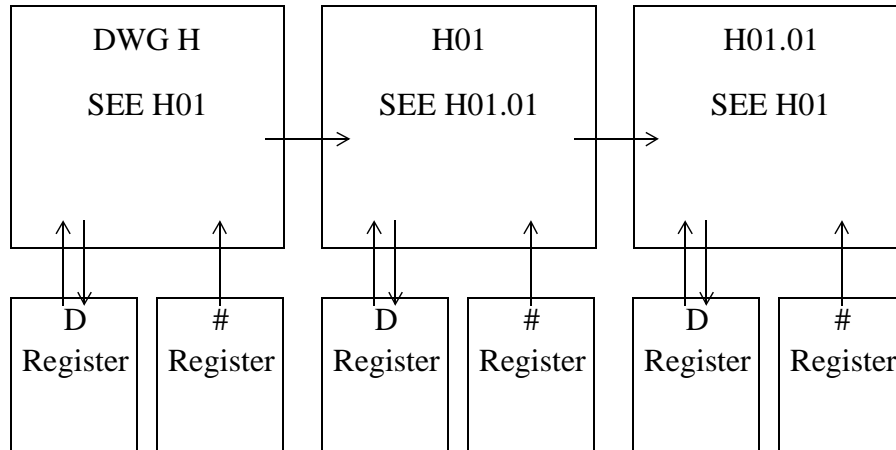 DWG H
SEE H01
H01
SEE H01.01
H01.01
SEE H01
D
Register
#
Register
D
Register
#
Register
D
Register
#
Register